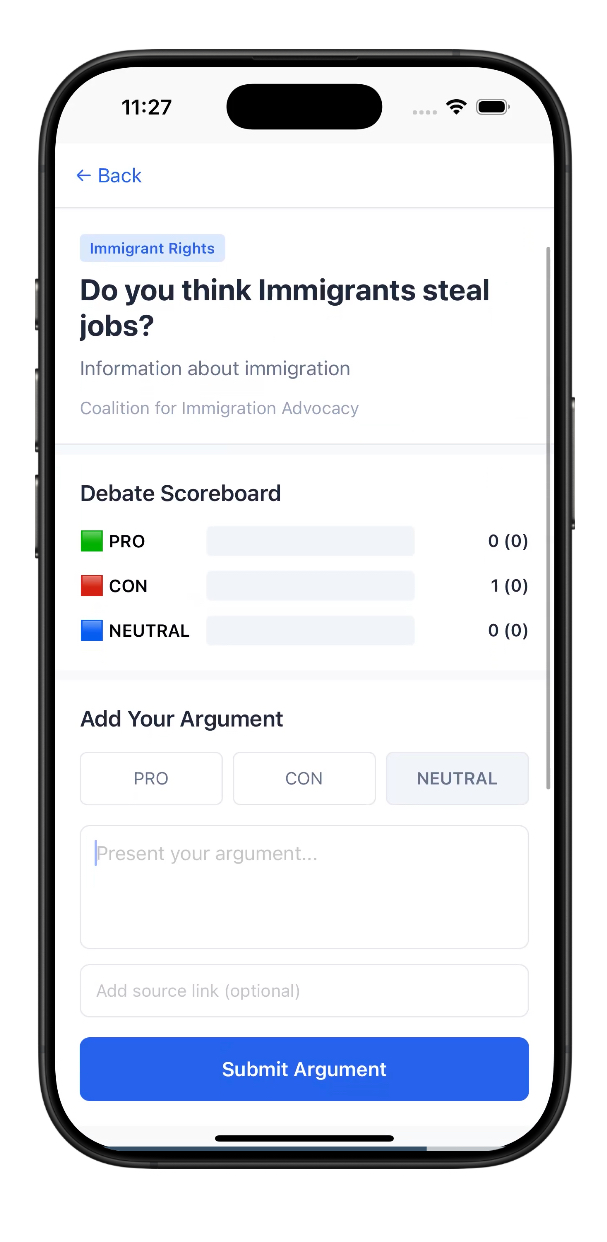 11:27
← Back
Immigrant Rights
Do you think Immigrants steal
jobs?
Information about immigration
Coalition for Immigration Advocacy
Debate Scoreboard
PRO 0 (0)
CON 1 (0)
NEUTRAL 0 (0)
Add Your Argument
PRO CON NEUTRAL
Present your argument...
Add source link (optional)
Submit Argument